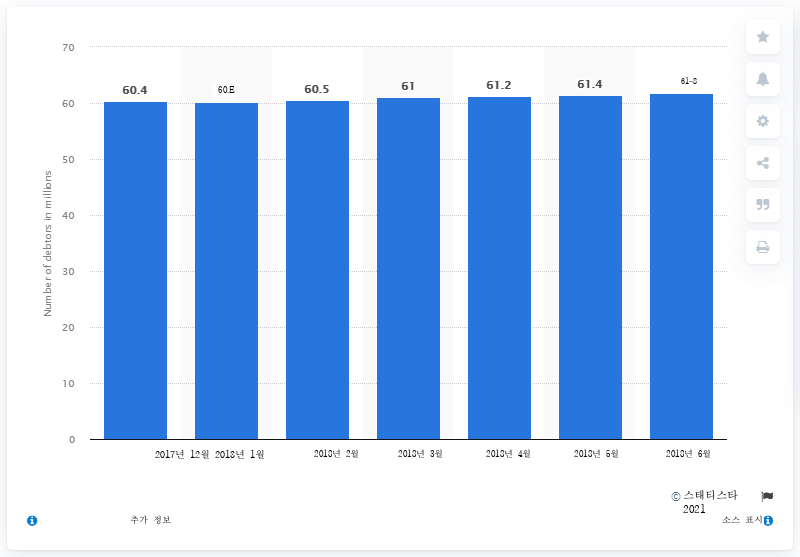 70
60
50
40
30
20
10
0
Number of debtors in millions
60.4
60.E
60.5
61
61.2
61.4
61-8
2017년 12월 2018년 1월
2018년 2월
2018년 3월
2018년 4월
2018년 5월
2018년 6월
© 스태티스타
2021
추가 정보
소스 표시